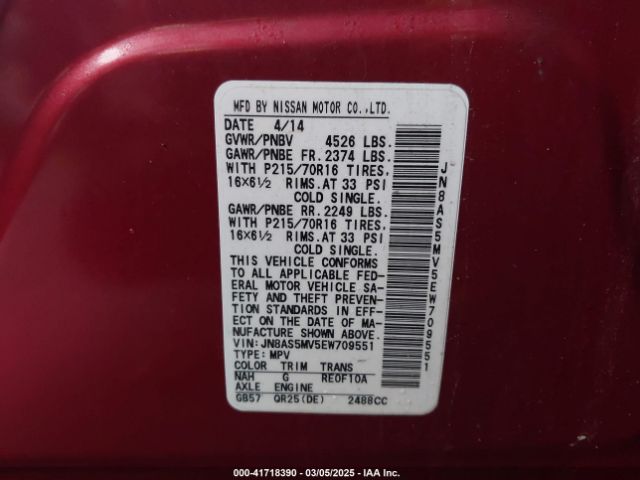 MFD BY NISSAN MOTOR CO.,LTD.
DATE 4/14
GVWR/PNBV 4526 LBS.
GAWR/PNBE FR. 2374 LBS.
WITH P215/70R16 TIRES,
16x6½ RIMS.AT 33 PSI
COLD SINGLE.
GAWR/PNBE RR. 2249 LBS.
WITH P215/70R16 TIRES,
16x6½ RIMS.AT 33 PSI
COLD SINGLE.
THIS VEHICLE CONFORMS
TO ALL APPLICABLE FED-
ERAL MOTOR VEHICLE SA-
FETY AND THEFT PREVEN-
TION STANDARDS IN EFF-
ECT ON THE DATE OF MA-
NUFACTURE SHOWN ABOVE.
VIN: JN8AS5MV5EW709551
TYPE: MPV
COLOR TRIM TRANS
NAH G RE0F10A
AXLE ENGINE
GB57 QR25(DE) 2488CC
JN8AS5MV5EW709551
000-41718390 - 03/05/2025 - IAA Inc.